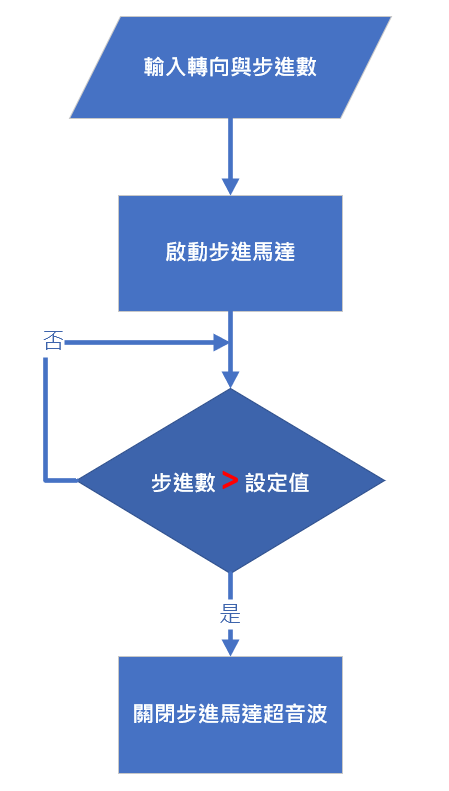 輸入轉向與步進數
啟動步進馬達
否
步進數 > 設定值
是
關閉步進馬達超音波